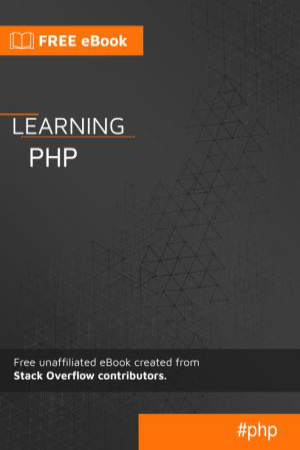 FREE eBook
LEARNING
PHP
Free unaffiliated eBook created from
Stack Overflow contributors.
#php